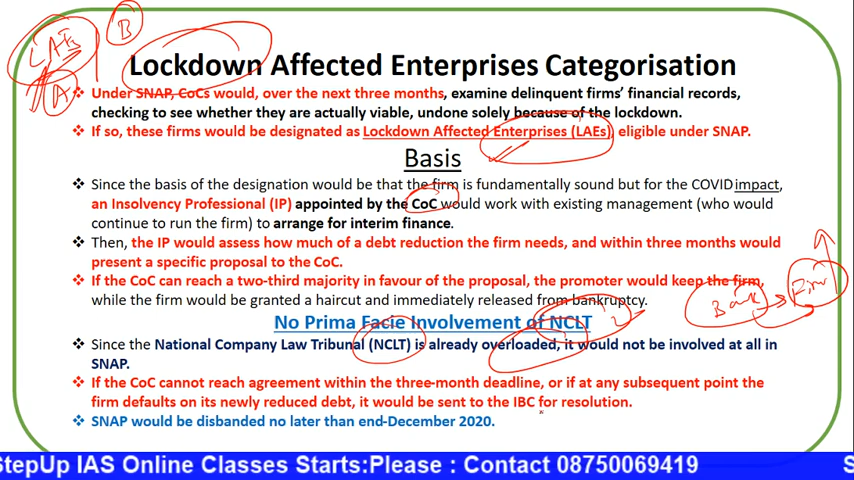 LAEs
B
A
Lockdown Affected Enterprises Categorisation
Under SNAP, CoCs would, over the next three months, examine delinquent firms' financial records,
checking to see whether they are actually viable, undone solely because of the lockdown.
If so, these firms would be designated as Lockdown Affected Enterprises (LAEs), eligible under SNAP.
Basis
Since the basis of the designation would be that the firm is fundamentally sound but for the COVID impact,
an Insolvency Professional (IP) appointed by the CoC would work with existing management (who would
continue to run the firm) to arrange for interim finance.
Then, the IP would assess how much of a debt reduction the firm needs, and within three months would
present a specific proposal to the CoC.
If the CoC can reach a two-third majority in favour of the proposal, the promoter would keep the firm,
while the firm would be granted a haircut and immediately released from bankruptcy.
Bank
Firm
No Prima Facie Involvement of NCLT
Since the National Company Law Tribunal (NCLT) is already overloaded, it would not be involved at all in
SNAP.
If the CoC cannot reach agreement within the three-month deadline, or if at any subsequent point the
firm defaults on its newly reduced debt, it would be sent to the IBC for resolution.
SNAP would be disbanded no later than end-December 2020.
StepUp IAS Online Classes Starts:Please : Contact 08750069419 S